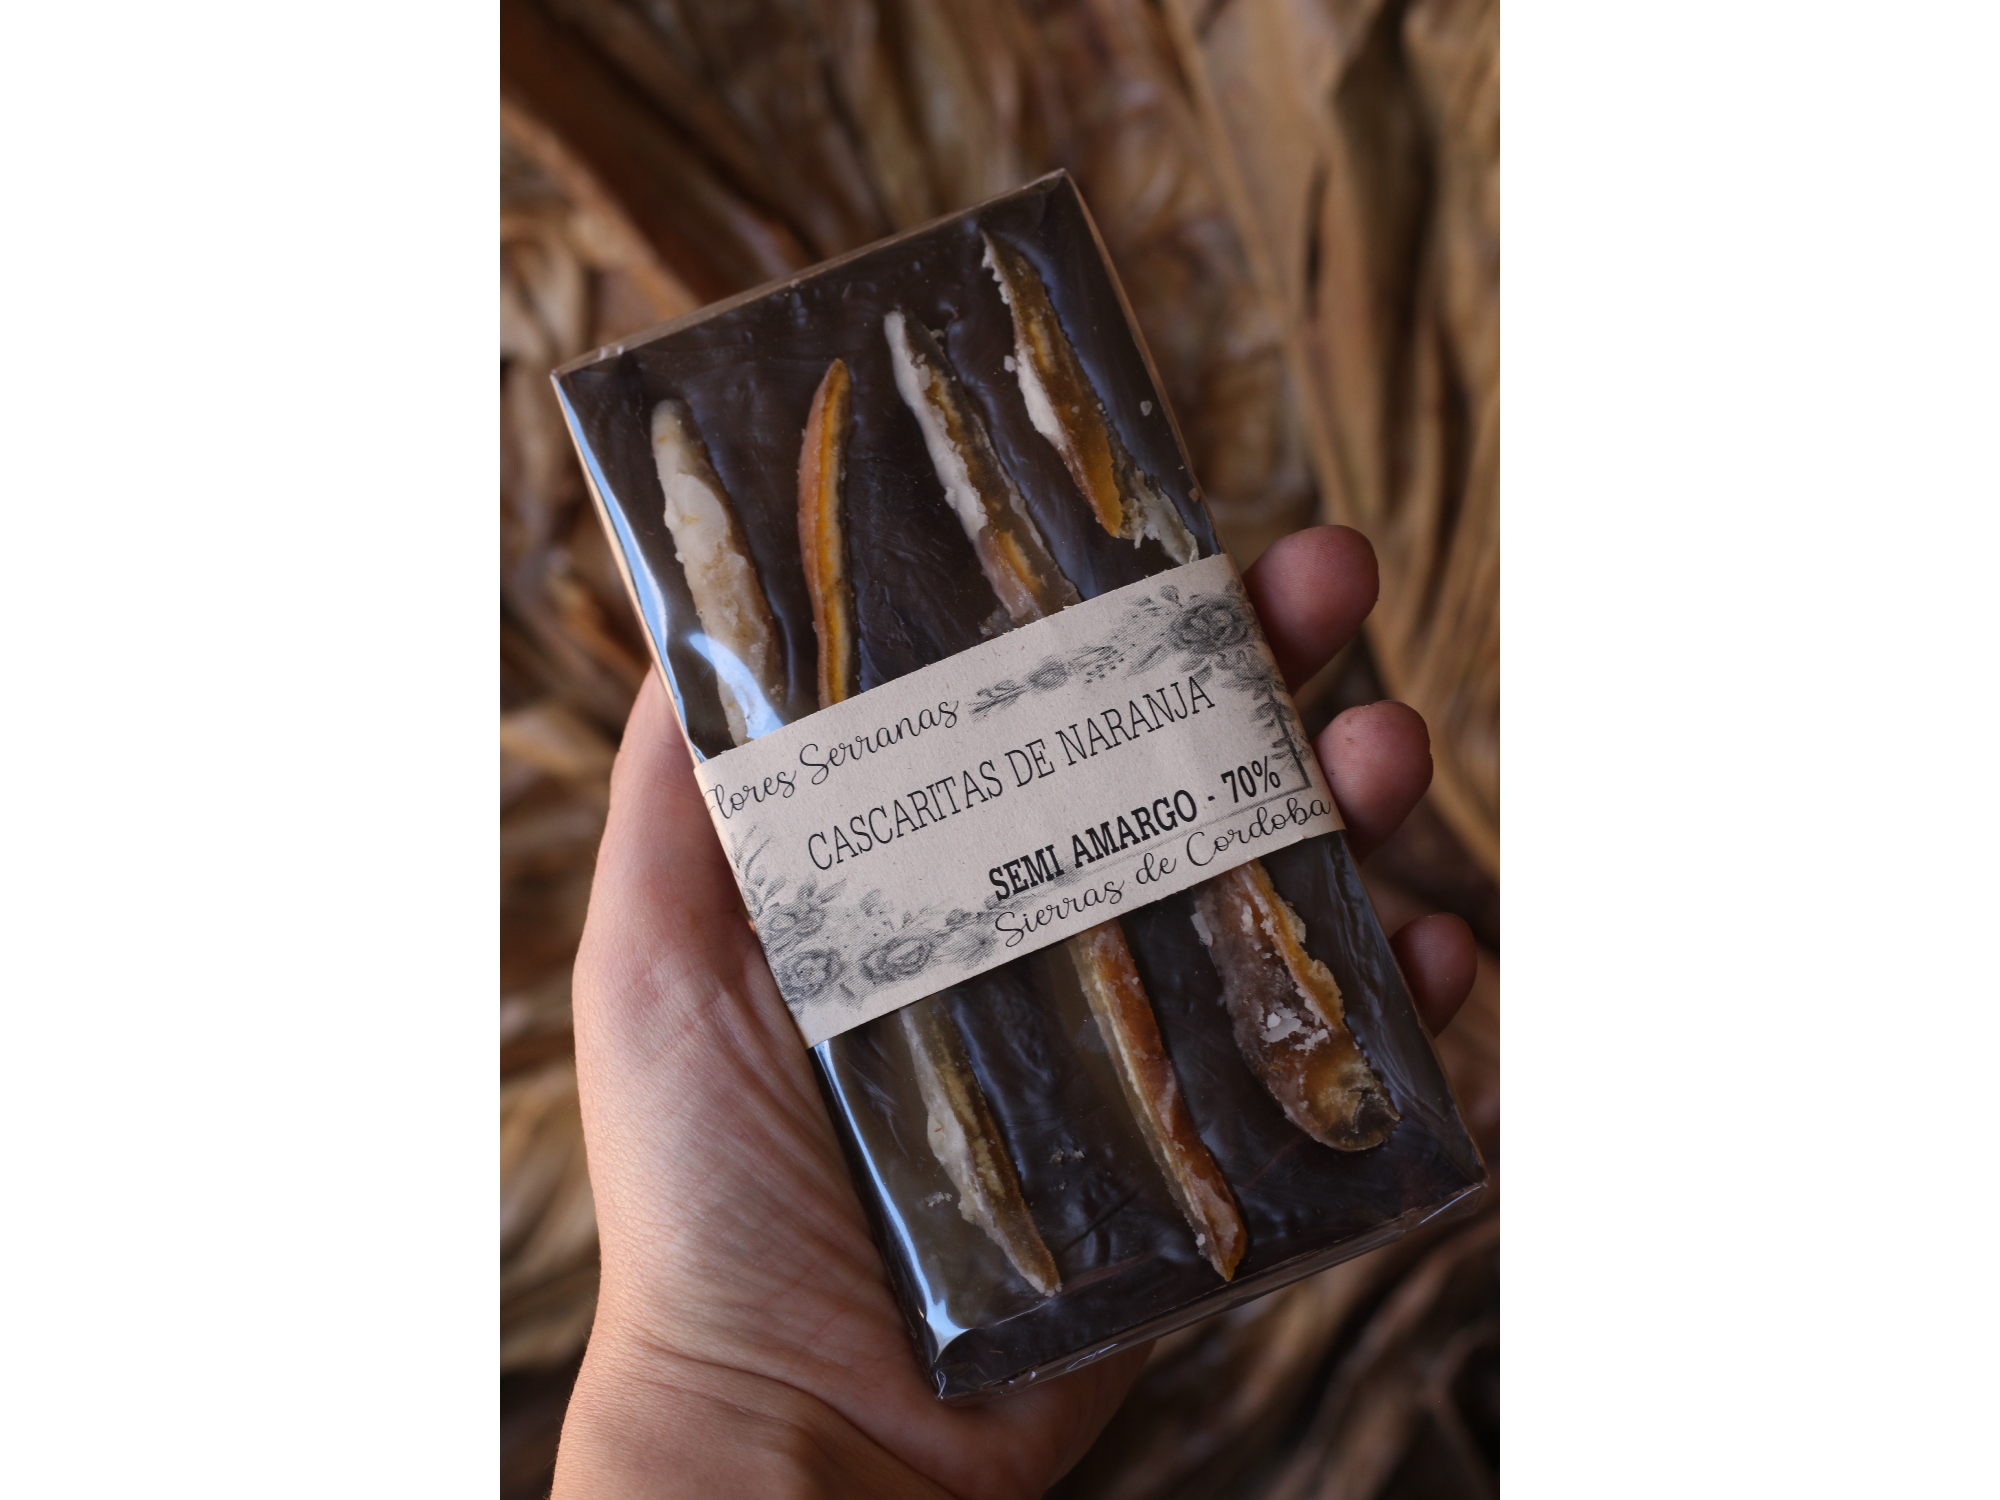 Flores Serranas
CASCARITAS DE NARANJA
SEMI AMARGO - 70%
Sierras de Cordoba